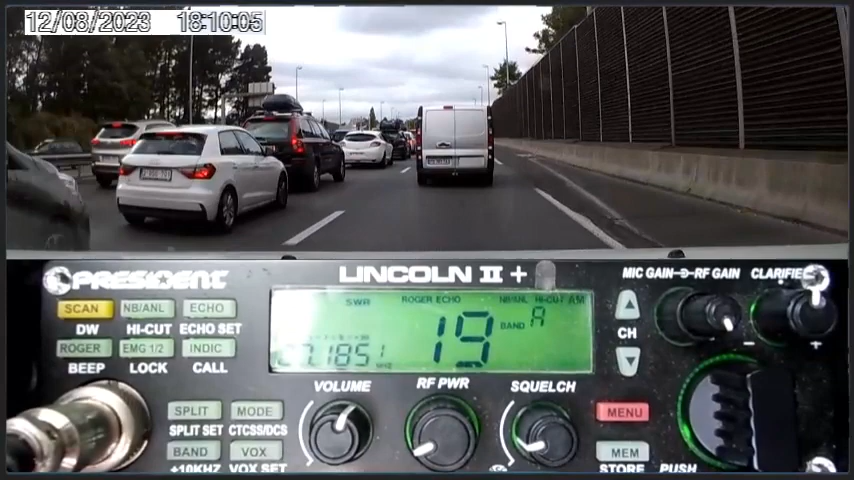 12/08/2023 18:10:05
PRESIDENT
LINCOLN II +
MIC GAIN RF GAIN CLARIFIER
SCAN NB/ANL ECHO
DW HI-CUT ECHO SET
ROGER EMG 1/2 INDIC
BEEP LOCK CALL
SPLIT MODE
SPLIT SET CTCSS/DCS
BAND VOX
+10KHZ VOX SET
SWR ROGER ECHO NB/ANL HI-CUT AM
19 BAND A
27.185
VOLUME RF PWR SQUELCH
CH
- +
MENU
MEM
STORE PUSH